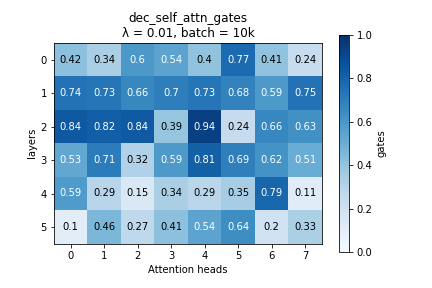 dec_self_attn_gates
λ = 0.01, batch = 10k
0 0.42 0.34 0.6 0.54 0.4 0.77 0.41 0.24
1 0.74 0.73 0.66 0.7 0.73 0.68 0.59 0.75
2 0.84 0.82 0.84 0.39 0.94 0.24 0.66 0.63
3 0.53 0.71 0.32 0.59 0.81 0.69 0.62 0.51
4 0.59 0.29 0.15 0.34 0.29 0.35 0.79 0.11
5 0.1 0.46 0.27 0.41 0.54 0.64 0.2 0.33
0 1 2 3 4 5 6 7
Attention heads
layers
1.0
0.8
0.6
0.4
0.2
0.0
gates